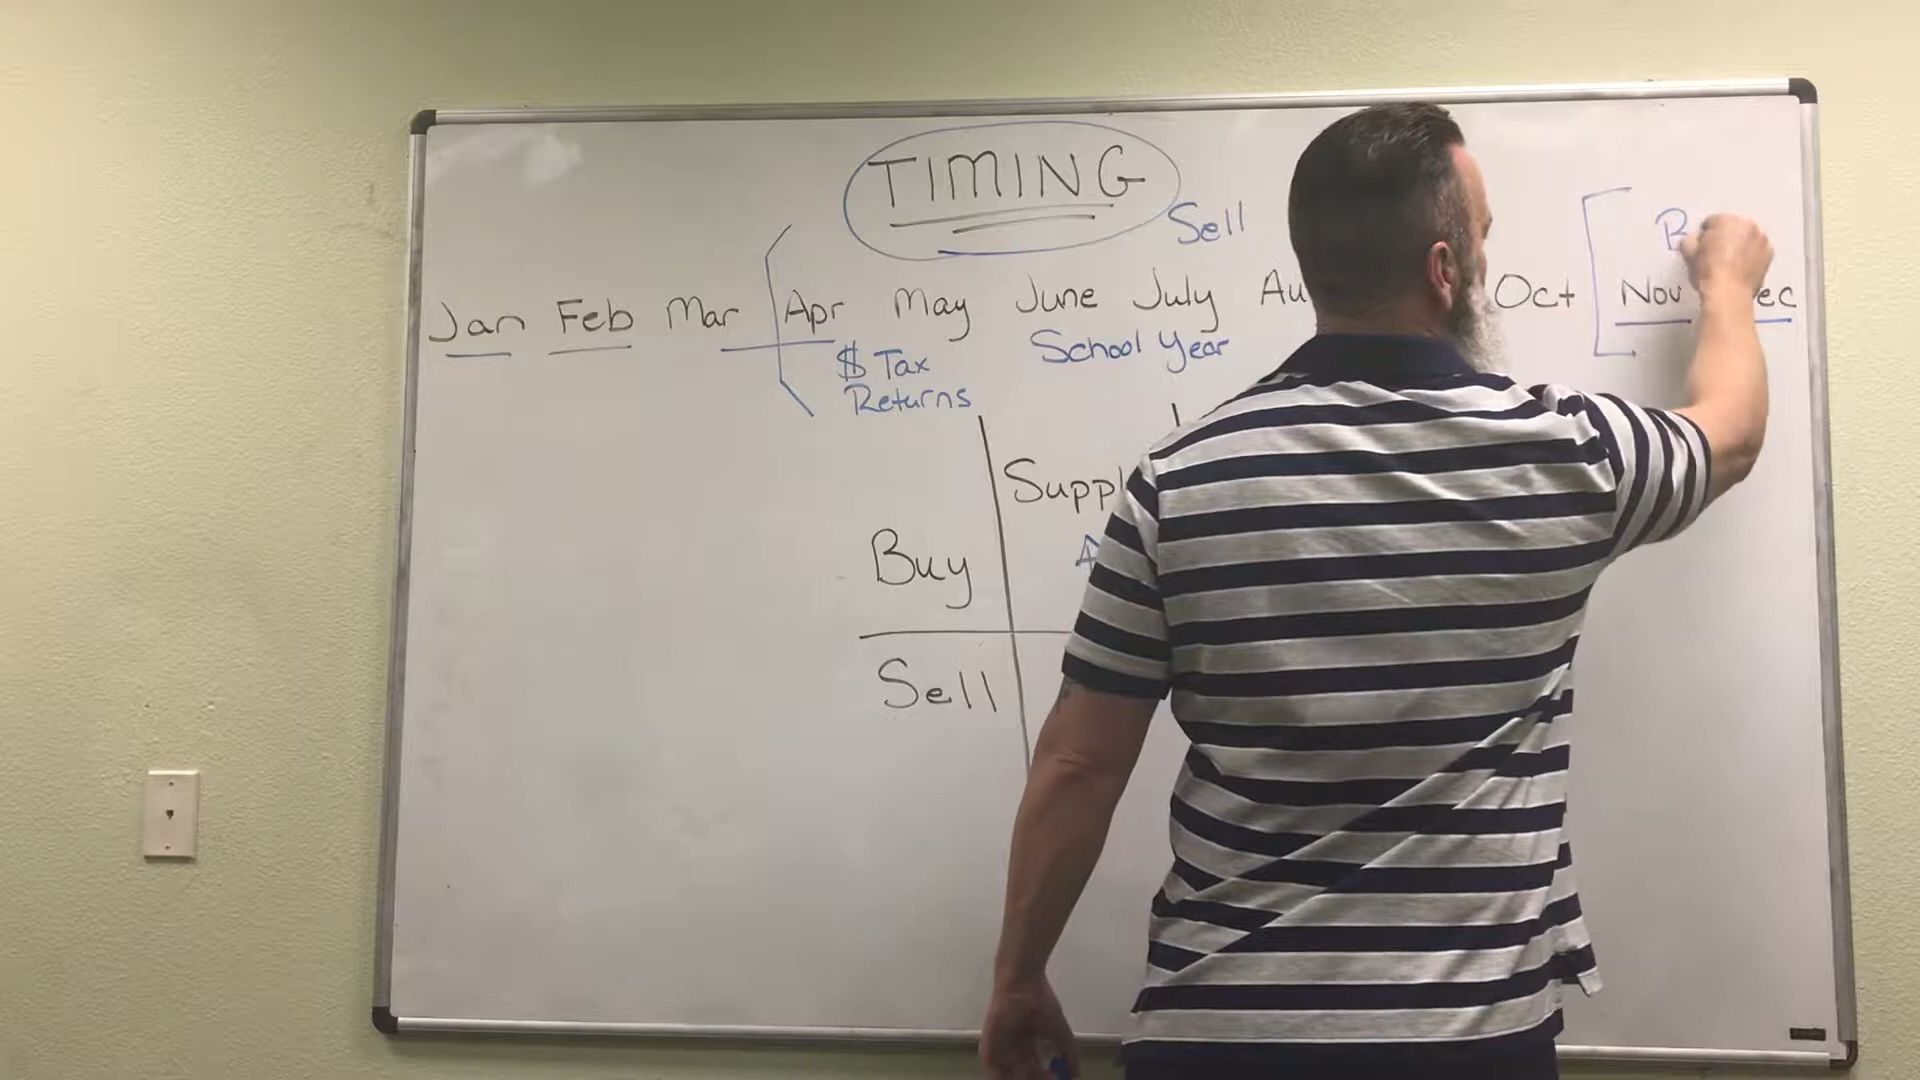 TIMING
Sell
Jan Feb Mar Apr May June July Oct Nov
$ Tax
Returns
School Year
Buy
Sell